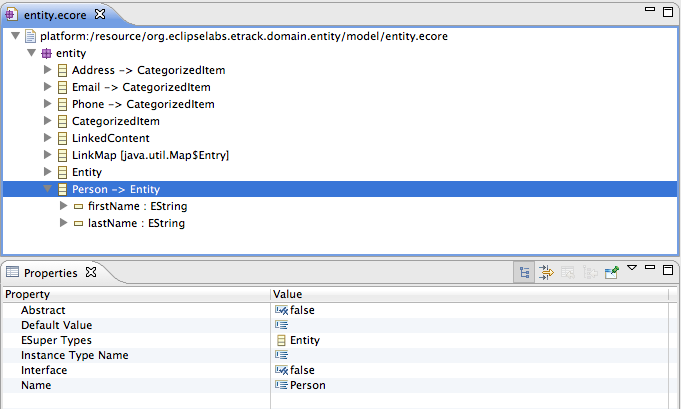 entity.ecore
platform:/resource/org.eclipselabs.etrack.domain.entity/model/entity.ecore
entity
Address -> CategorizedItem
Email -> CategorizedItem
Phone -> CategorizedItem
CategorizedItem
LinkedContent
LinkMap [java.util.Map$Entry]
Entity
Person -> Entity
firstName : EString
lastName : EString
Properties
Property Value
Abstract false
Default Value
ESuper Types Entity
Instance Type Name
Interface false
Name Person